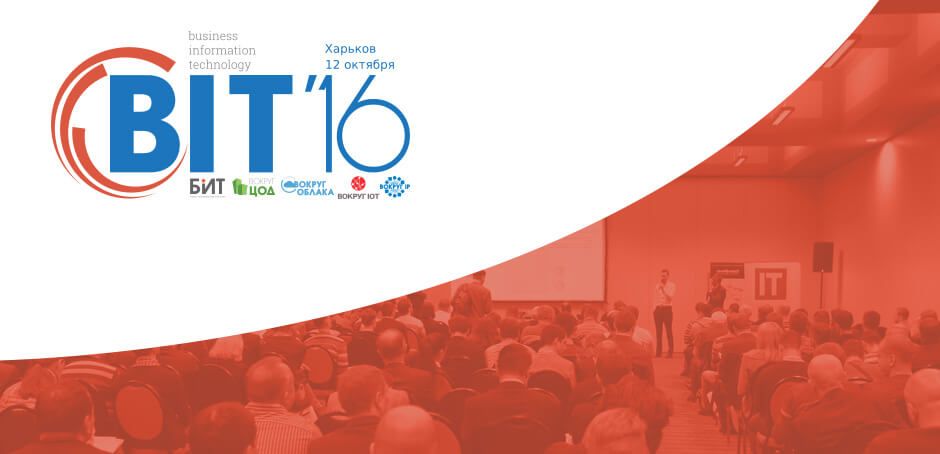 business
information
technology
Харьков
12 октября
BIT '16
БИТ
ВОКРУГ
ЦОД
ВОКРУГ
ОБЛАКА
ВОКРУГ IOT
ВОКРУГ IP
IT